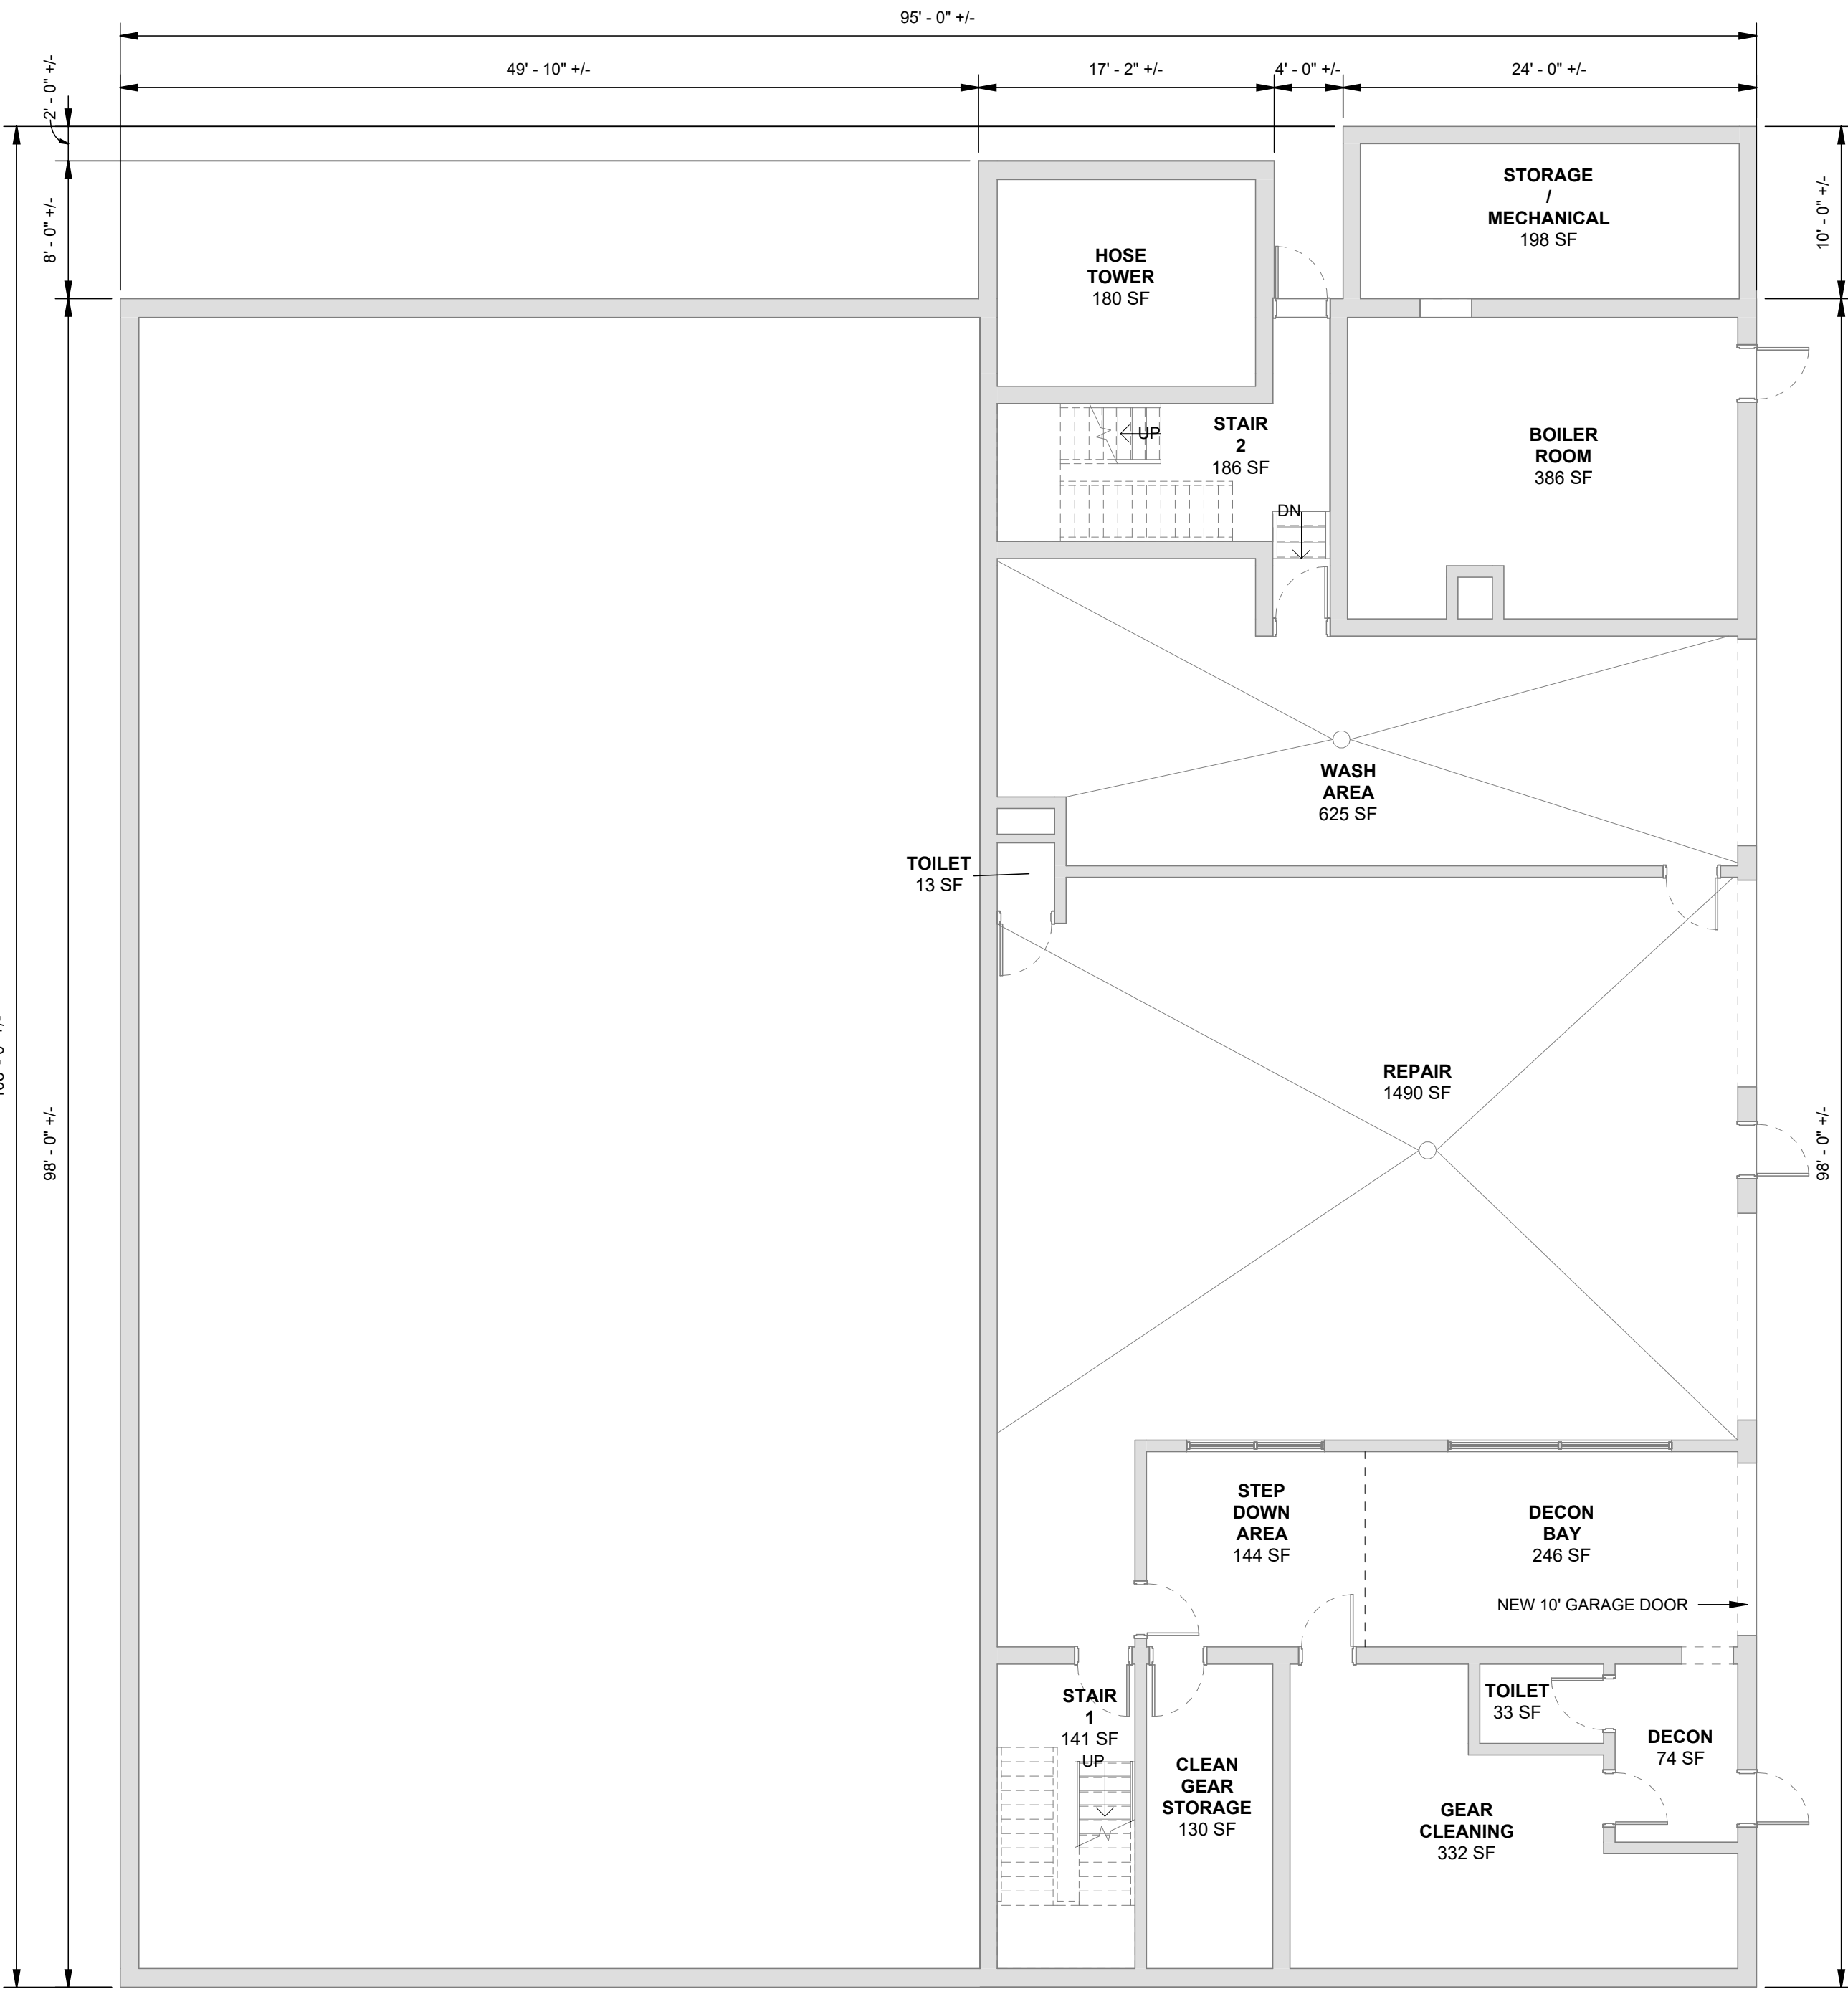 95' - 0" +/-
49' - 10" +/-
17' - 2" +/-
4' - 0" +/-
24' - 0" +/-
2' - 0" +/-
8' - 0" +/-
10' - 0" +/-
STORAGE
/
MECHANICAL
198 SF
HOSE
TOWER
180 SF
UP
STAIR
2
186 SF
BOILER
ROOM
386 SF
DN
WASH
AREA
625 SF
TOILET
13 SF
REPAIR
1490 SF
98' - 0" +/-
98' - 0" +/-
STEP
DOWN
AREA
144 SF
DECON
BAY
246 SF
NEW 10' GARAGE DOOR
STAIR
1
141 SF
UP
TOILET
33 SF
DECON
74 SF
CLEAN
GEAR
STORAGE
130 SF
GEAR
CLEANING
332 SF